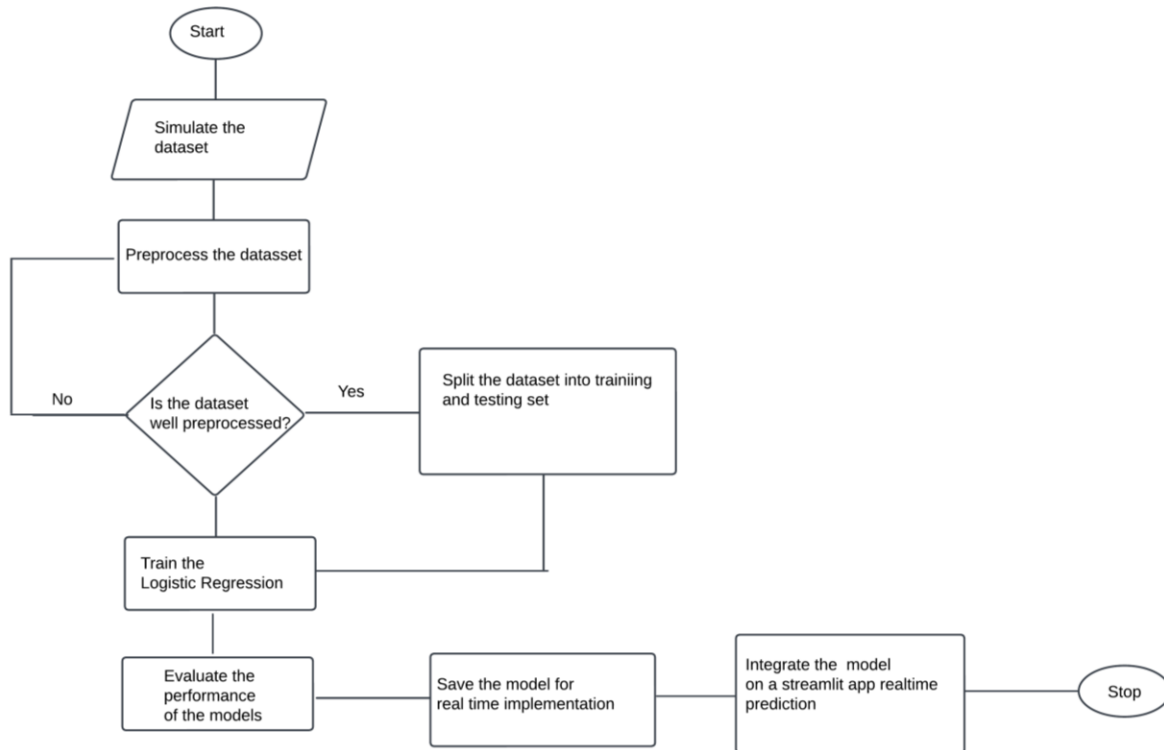 Start
Simulate the
dataset
Preprocess the datasset
No
Is the dataset
well preprocessed?
Yes
Split the dataset into trainiing
and testing set
Train the
Logistic Regression
Evaluate the
performance
of the models
Save the model for
real time implementation
Integrate the  model
on a streamlit app realtime
prediction
Stop